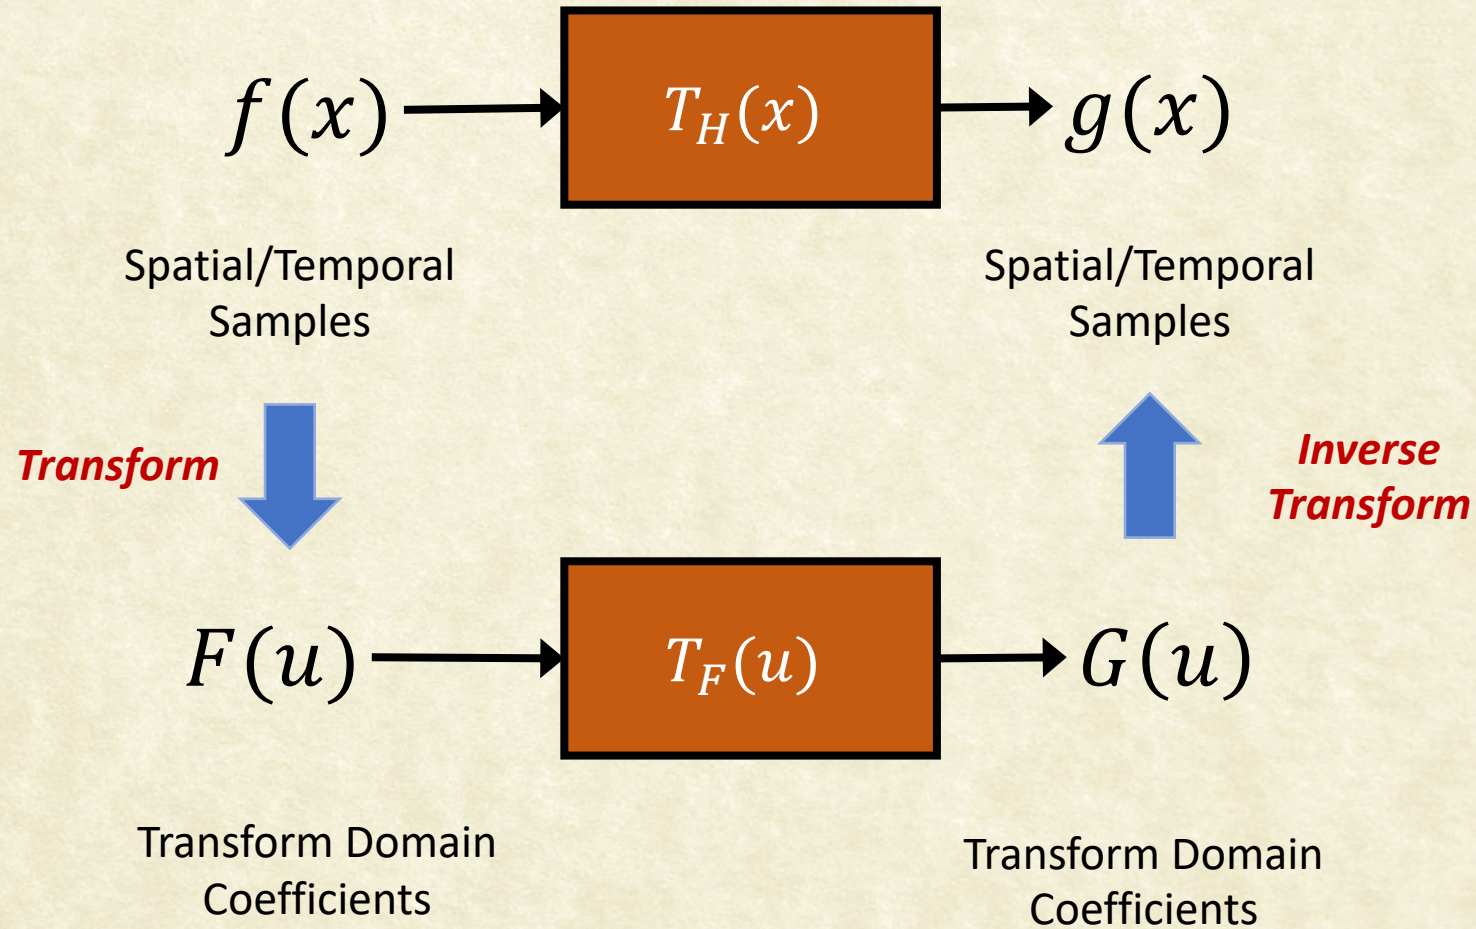 f(x)
T_H(x)
g(x)
Spatial/Temporal
Samples
Spatial/Temporal
Samples
Transform
Inverse
Transform
F(u)
T_F(u)
G(u)
Transform Domain
Coefficients
Transform Domain
Coefficients